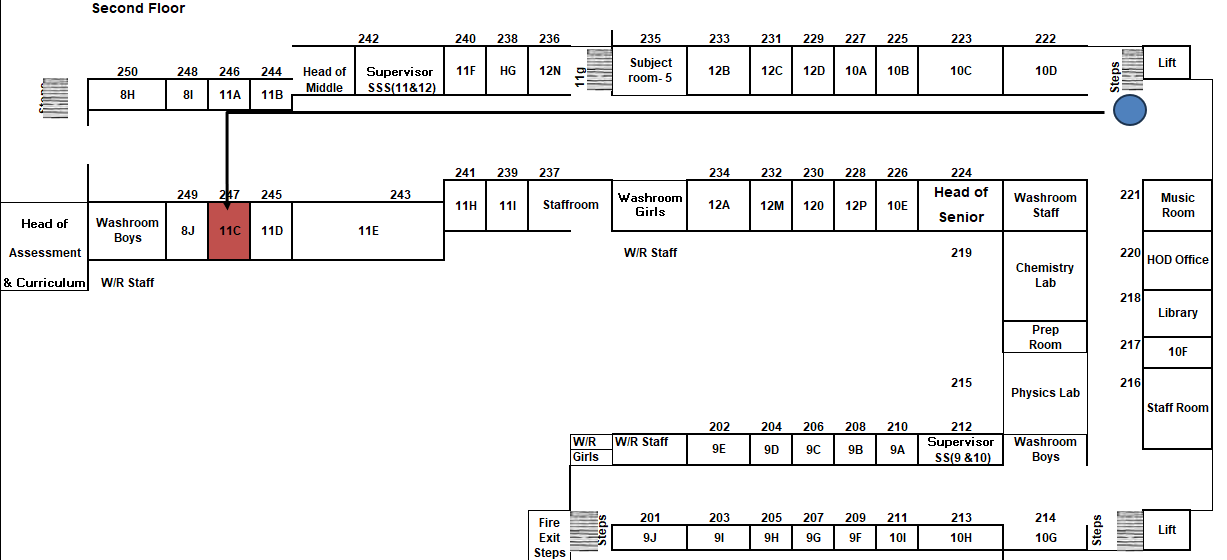 Second Floor
242 240 238 236 235 233 231 229 227 225 223 222
250 248 246 244
Head of
Middle
Supervisor
SSS(11&12)
11F HG 12N
11g
Subject
room- 5
12B 12C 12D 10A 10B 10C 10D
Steps
Lift
8H 8I 11A 11B
241 239 237 234 232 230 228 226 224
249 247 245 243
11H 11I Staffroom
Washroom
Girls
12A 12M 120 12P 10E
Head of
Senior
Washroom
Staff
221
Music
Room
Head of
Assessment
& Curriculum
Washroom
Boys
8J 11C 11D 11E
W/R Staff
W/R Staff
219
Chemistry
Lab
220
HOD Office
218
Library
Prep
Room
217
10F
215
Physics Lab
216
Staff Room
202 204 206 208 210 212
W/R
Girls
W/R Staff
9E 9D 9C 9B 9A
Supervisor
SS(9 &10)
Washroom
Boys
Fire
Exit
Steps
Steps
201 203 205 207 209 211 213 214
9J 9I 9H 9G 9F 10I 10H 10G
Steps
Lift